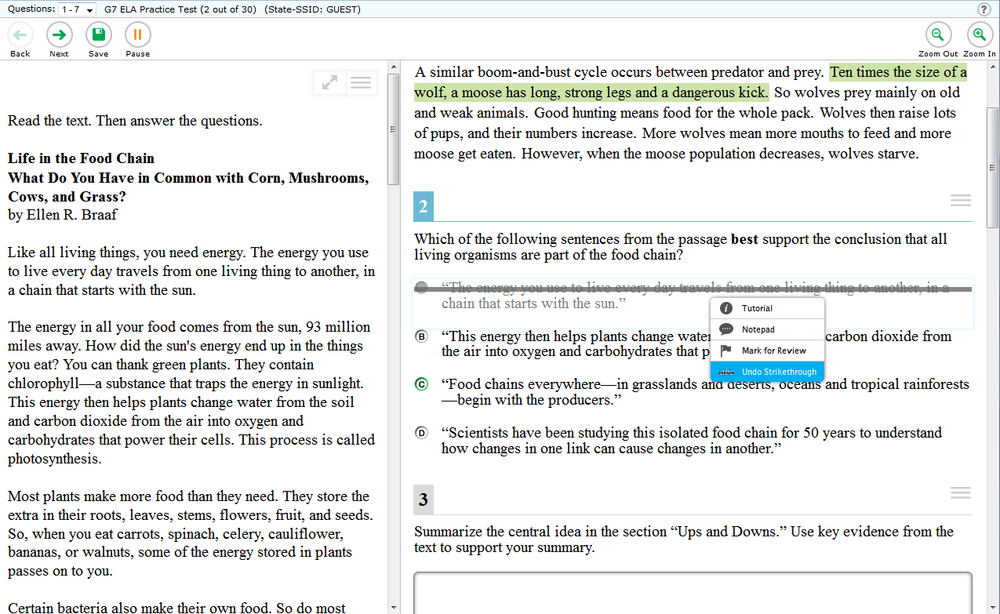 Questions: 1 - 7 G7 ELA Practice Test (2 out of 30) (State-SSID: GUEST) ?
Back Next Save Pause Zoom Out Zoom In
Read the text. Then answer the questions.
Life in the Food Chain
What Do You Have in Common with Corn, Mushrooms,
Cows, and Grass?
by Ellen R. Braaf
Like all living things, you need energy. The energy you use
to live every day travels from one living thing to another, in
a chain that starts with the sun.
The energy in all your food comes from the sun, 93 million
miles away. How did the sun's energy end up in the things
you eat? You can thank green plants. They contain
chlorophyll—a substance that traps the energy in sunlight.
This energy then helps plants change water from the soil
and carbon dioxide from the air into oxygen and
carbohydrates that power their cells. This process is called
photosynthesis.
Most plants make more food than they need. They store the
extra in their roots, leaves, stems, flowers, fruit, and seeds.
So, when you eat carrots, spinach, celery, cauliflower,
bananas, or walnuts, some of the energy stored in plants
passes on to you.
Certain bacteria also make their own food. So do most
A similar boom-and-bust cycle occurs between predator and prey. Ten times the size of a
wolf, a moose has long, strong legs and a dangerous kick. So wolves prey mainly on old
and weak animals. Good hunting means food for the whole pack. Wolves then raise lots
of pups, and their numbers increase. More wolves mean more mouths to feed and more
moose get eaten. However, when the moose population decreases, wolves starve.
2
Which of the following sentences from the passage best support the conclusion that all
living organisms are part of the food chain?
“The energy you use to live every day travels from one living thing to another, in a
chain that starts with the sun.”
B “This energy then helps plants change water carbon dioxide from
the air into oxygen and carbohydrates that p
C “Food chains everywhere—in grasslands and deserts, oceans and tropical rainforests
—begin with the producers.”
D “Scientists have been studying this isolated food chain for 50 years to understand
how changes in one link can cause changes in another.”
i Tutorial
Notepad
Mark for Review
abc Undo Strikethrough
3
Summarize the central idea in the section “Ups and Downs.” Use key evidence from the
text to support your summary.